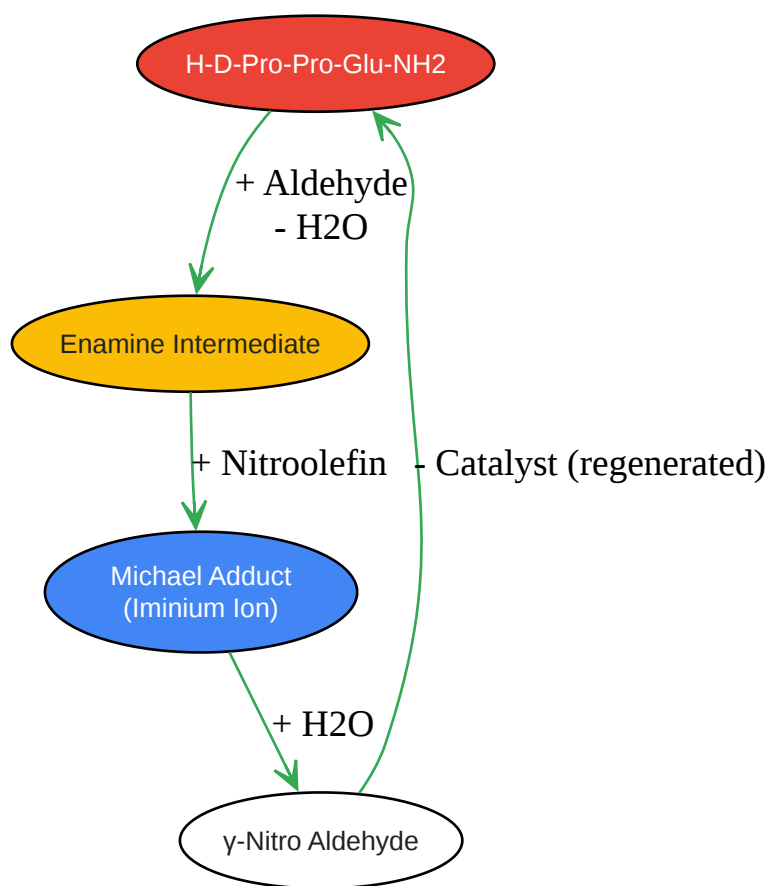 H-D-Pro-Pro-Glu-NH2
+ Aldehyde
- H2O
Enamine Intermediate
+ Nitroolefin
- Catalyst (regenerated)
Michael Adduct
(Iminium Ion)
+ H2O
γ-Nitro Aldehyde